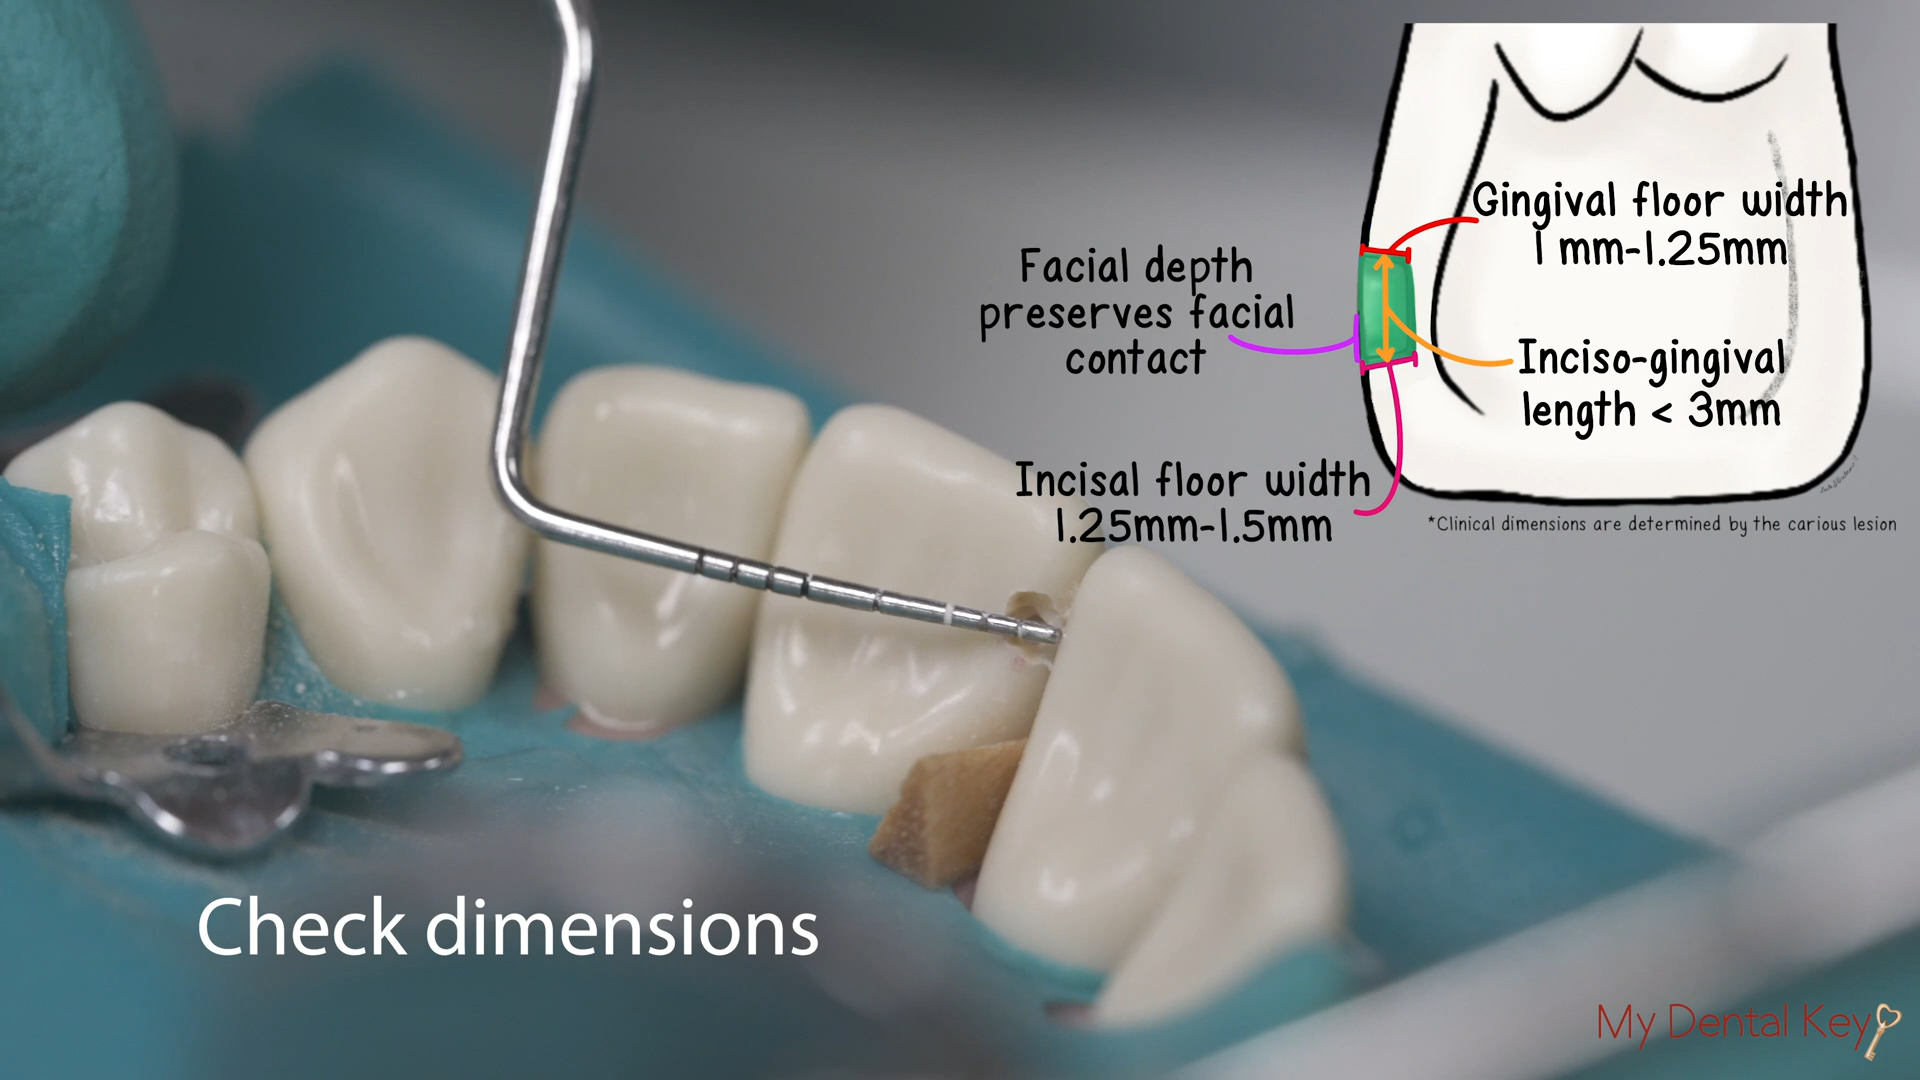 Gingival floor width
1 mm-1.25mm
Facial depth
preserves facial
contact
Inciso-gingival
length < 3mm
Incisal floor width
1.25mm-1.5mm
*Clinical dimensions are determined by the carious lesion
Check dimensions
My Dental Key